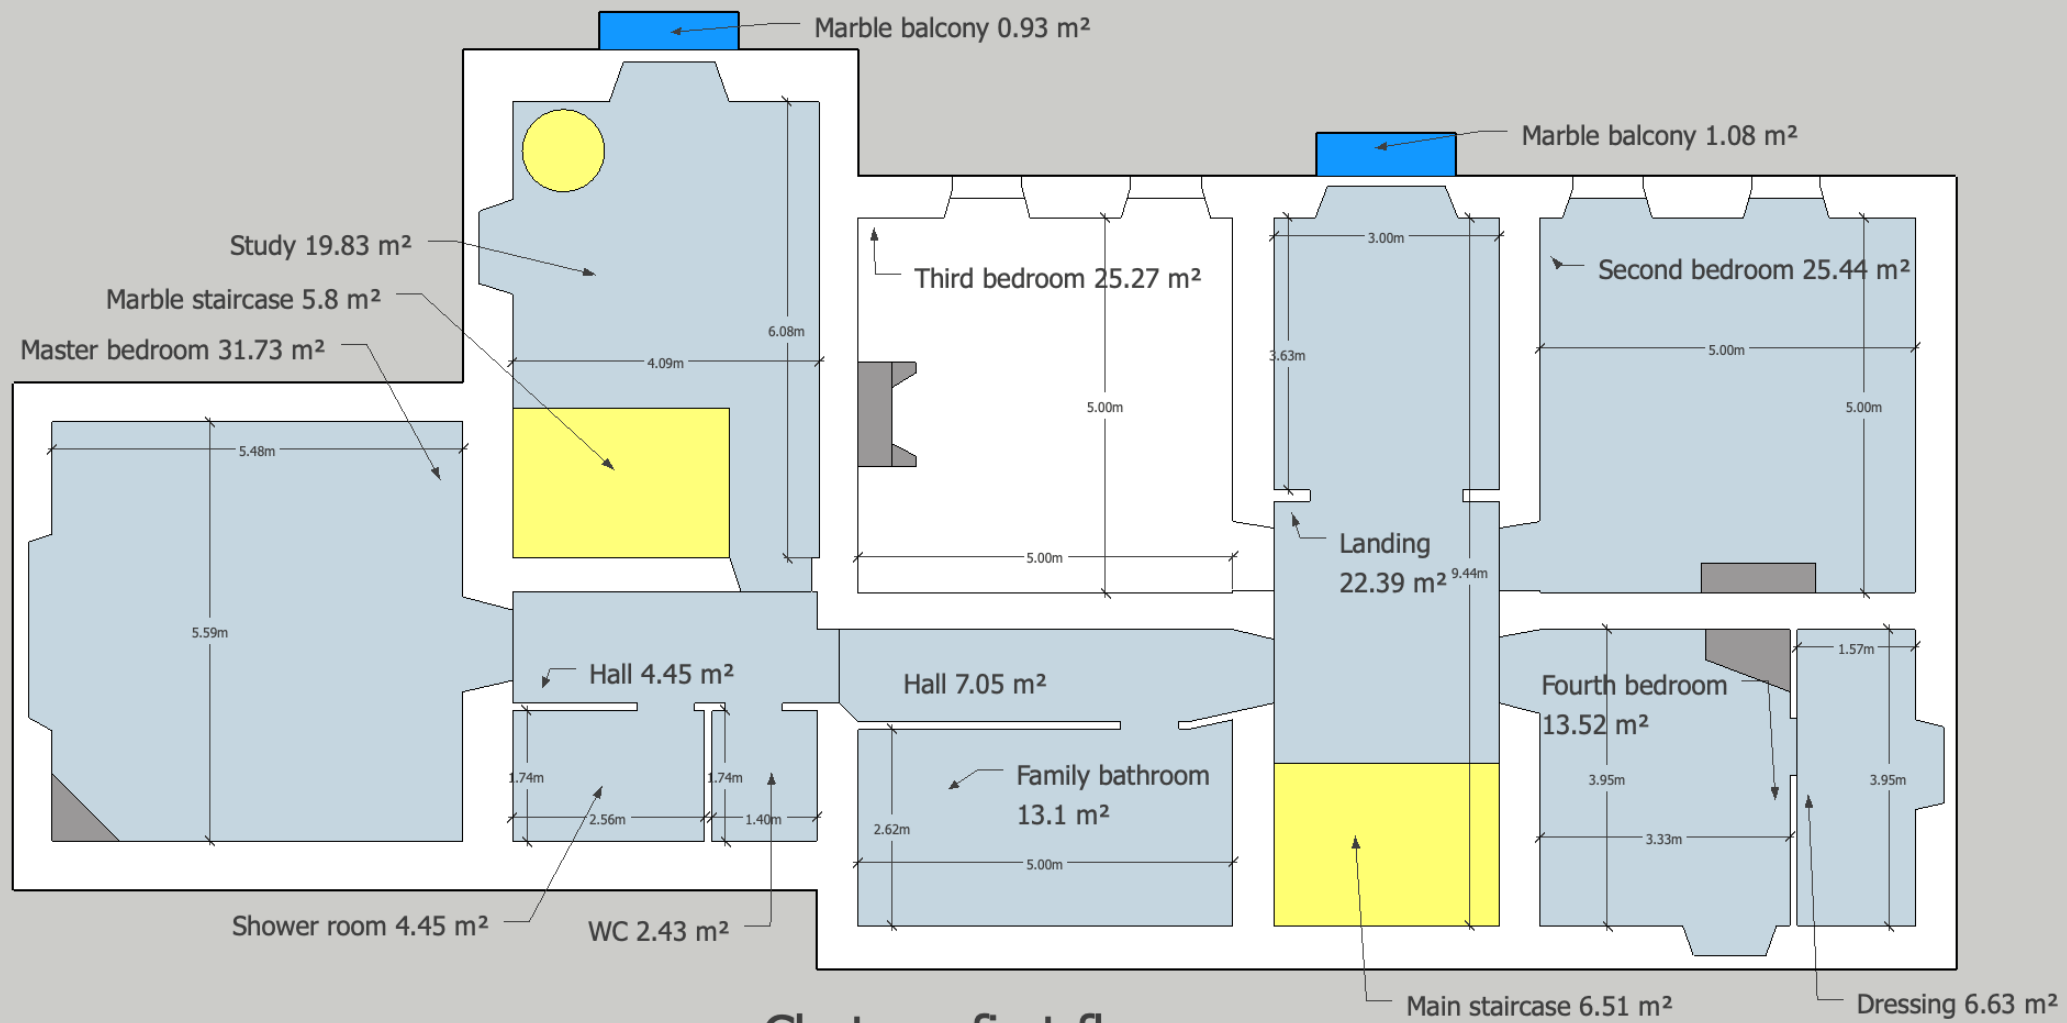 Marble balcony 0.93 m²
Marble balcony 1.08 m²
Study 19.83 m²
3.00m
Third bedroom 25.27 m²
Second bedroom 25.44 m²
Marble staircase 5.8 m²
6.08m
Master bedroom 31.73 m²
4.09m
3.63m
5.00m
5.00m
5.00m
5.48m
Landing
22.39 m²
5.00m
9.44m
5.59m
Hall 4.45 m²
Hall 7.05 m²
Fourth bedroom
13.52 m²
1.57m
1.74m
1.74m
Family bathroom
13.1 m²
3.95m
3.95m
2.56m
1.40m
2.62m
5.00m
3.33m
Shower room 4.45 m²
WC 2.43 m²
Main staircase 6.51 m²
Dressing 6.63 m²